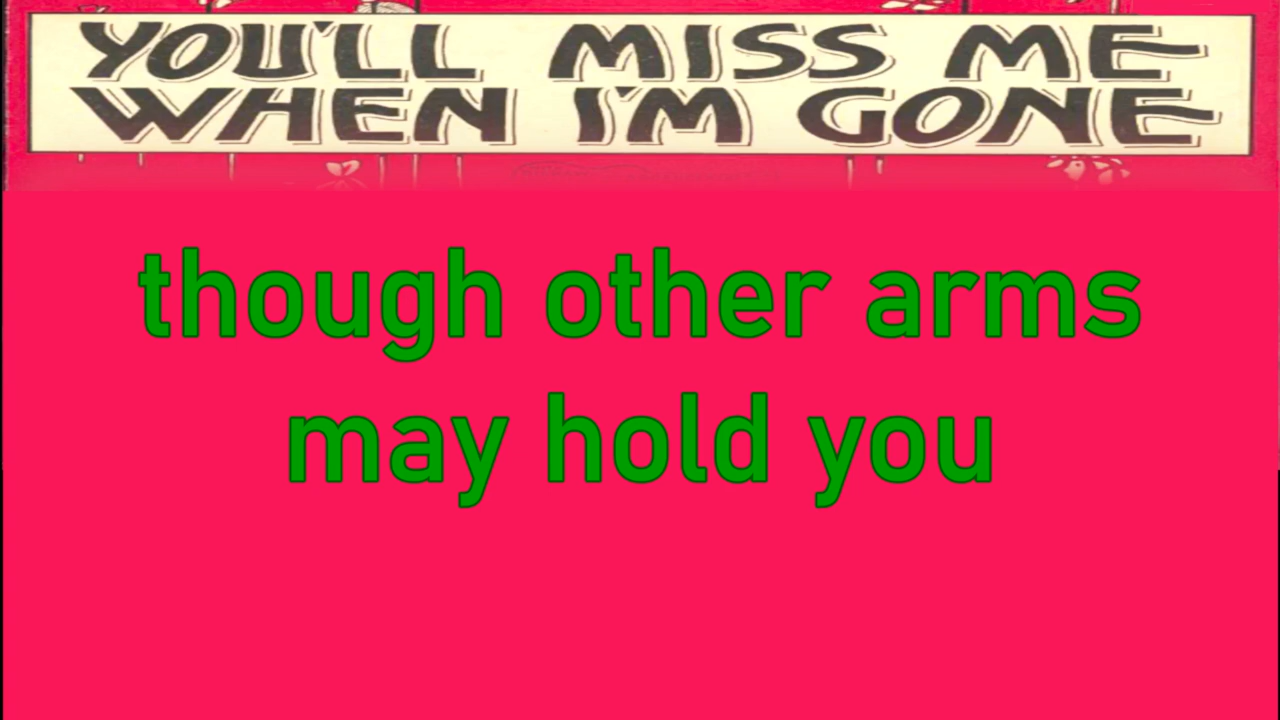 YOU'LL MISS ME
WHEN I'M GONE
though other arms
may hold you